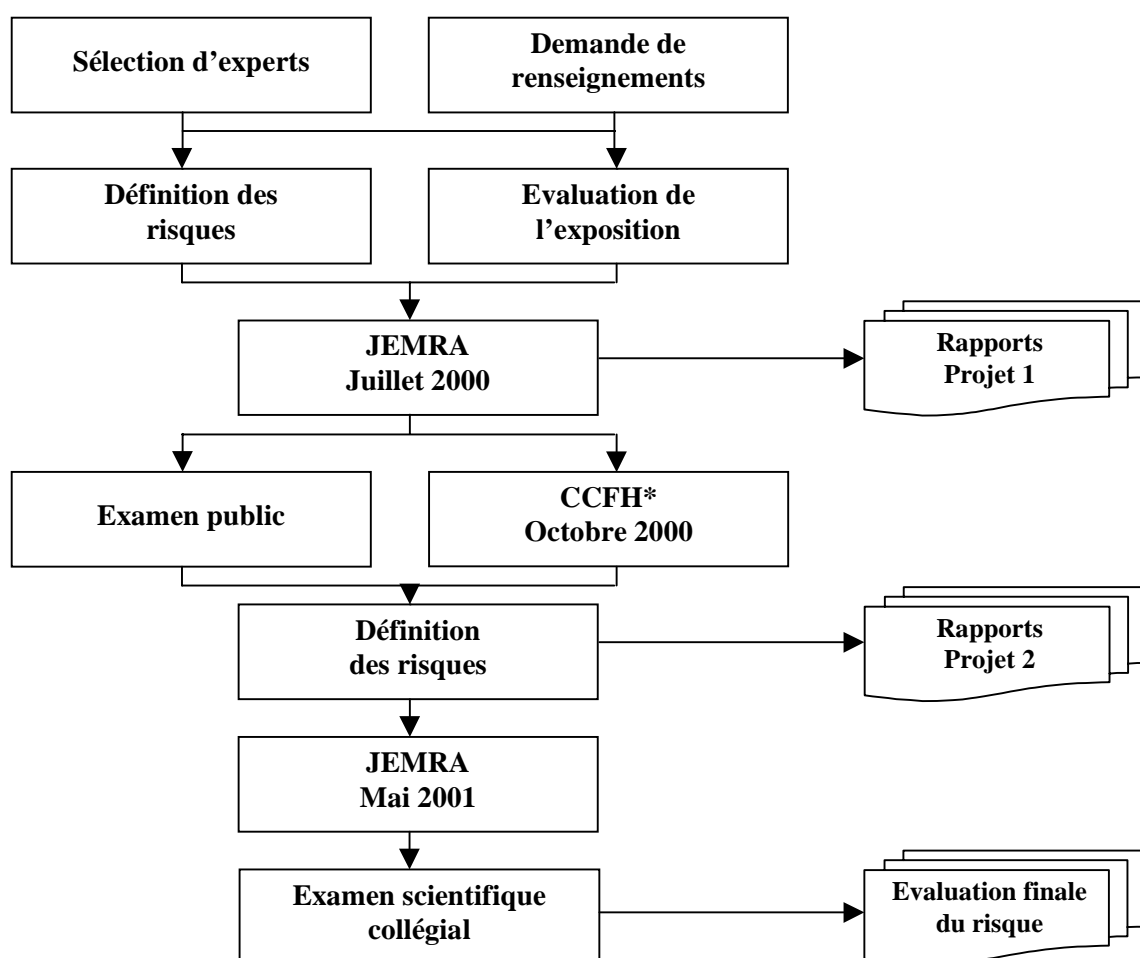 Sélection d’experts
Demande de
renseignements
Définition des
risques
Evaluation de
l’exposition
JEMRA
Juillet 2000
Rapports
Projet 1
Examen public
CCFH*
Octobre 2000
Définition
des risques
Rapports
Projet 2
JEMRA
Mai 2001
Examen scientifique
collégial
Evaluation finale
du risque